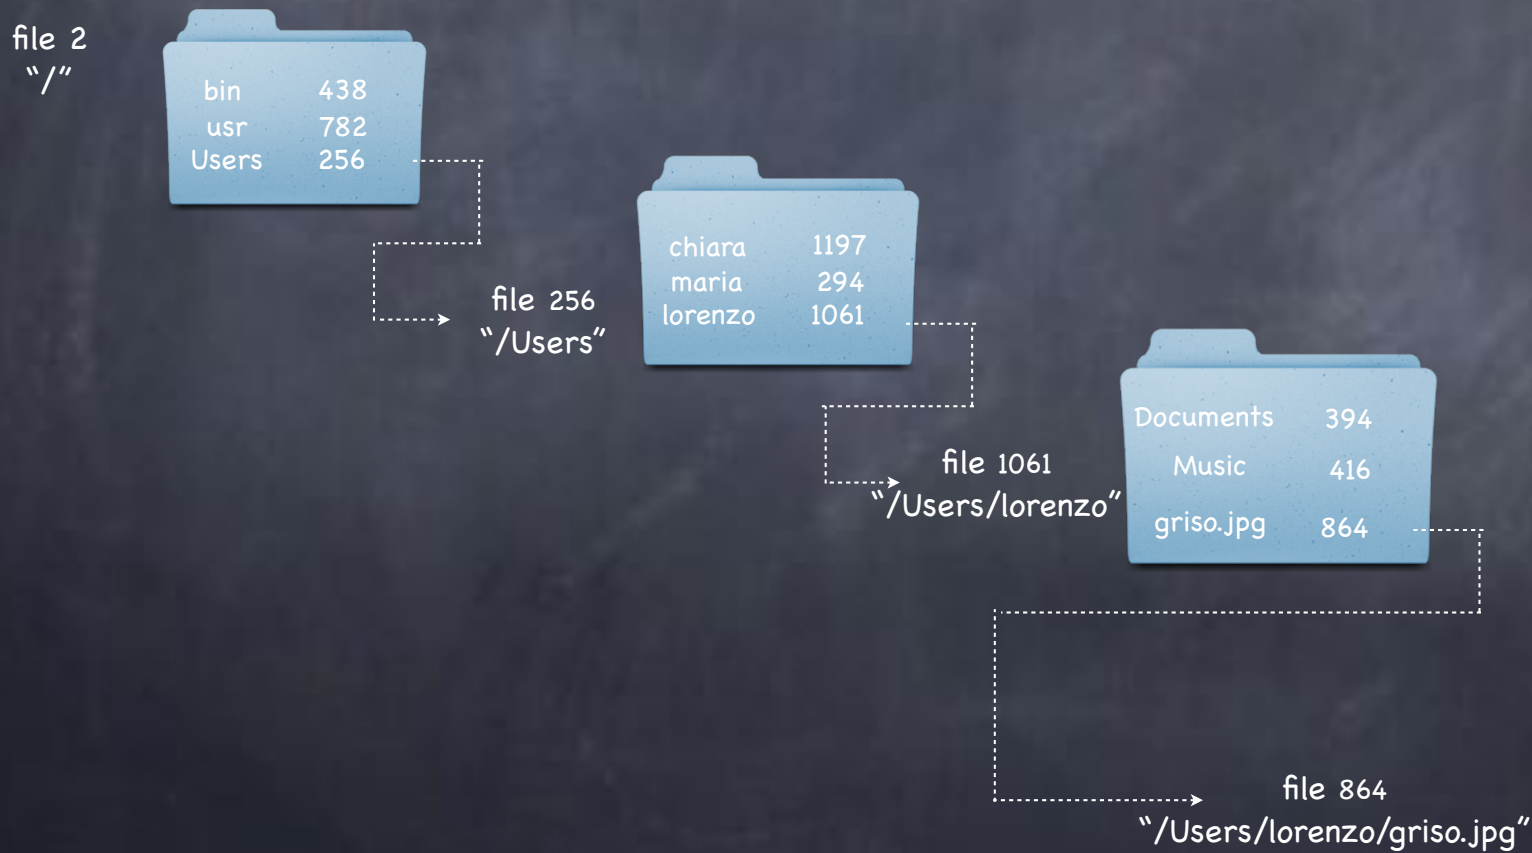 file 2
“/”
bin 438
usr 782
Users 256
file 256
“/Users”
chiara 1197
maria 294
lorenzo 1061
file 1061
“/Users/lorenzo”
Documents 394
Music 416
griso.jpg 864
file 864
“/Users/lorenzo/griso.jpg”